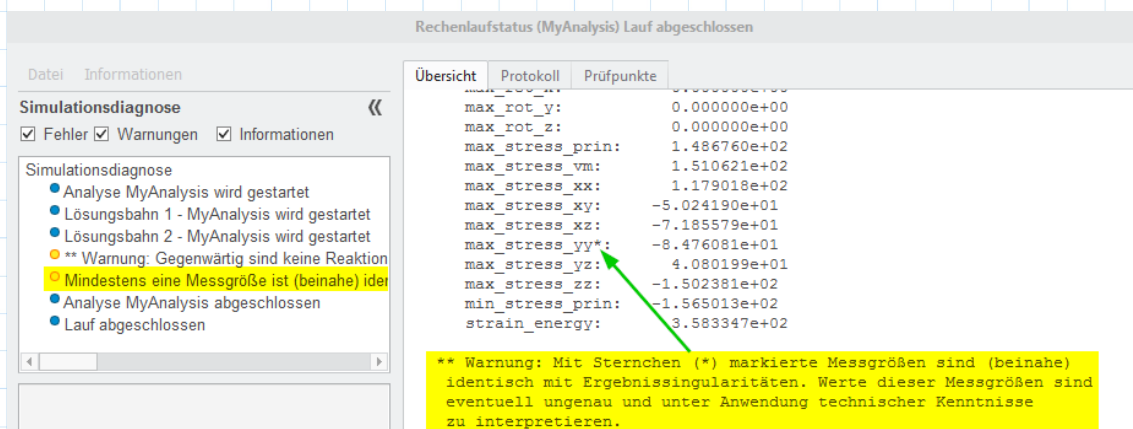 Rechenlaufstatus (MyAnalysis) Lauf abgeschlossen
Datei Informationen
Simulationsdiagnose
Fehler Warnungen Informationen
Simulationsdiagnose
Analyse MyAnalysis wird gestartet
Lösungsbahn 1 - MyAnalysis wird gestartet
Lösungsbahn 2 - MyAnalysis wird gestartet
** Warnung: Gegenwärtig sind keine Reaktion
Mindestens eine Messgröße ist (beinahe) ider
Analyse MyAnalysis abgeschlossen
Lauf abgeschlossen
Übersicht Protokoll Prüfpunkte
max_rot_y: 0.000000e+00
max_rot_z: 0.000000e+00
max_stress_prin: 1.486760e+02
max_stress_vm: 1.510621e+02
max_stress_xx: 1.179018e+02
max_stress_xy: -5.024190e+01
max_stress_xz: -7.185579e+01
max_stress_yy*: -8.476081e+01
max_stress_yz: 4.080199e+01
max_stress_zz: -1.502381e+02
min_stress_prin: -1.565013e+02
strain_energy: 3.583347e+02
** Warnung: Mit Sternchen (*) markierte Messgrößen sind (beinahe)
identisch mit Ergebnissingularitäten. Werte dieser Messgrößen sind
eventuell ungenau und unter Anwendung technischer Kenntnisse
zu interpretieren.